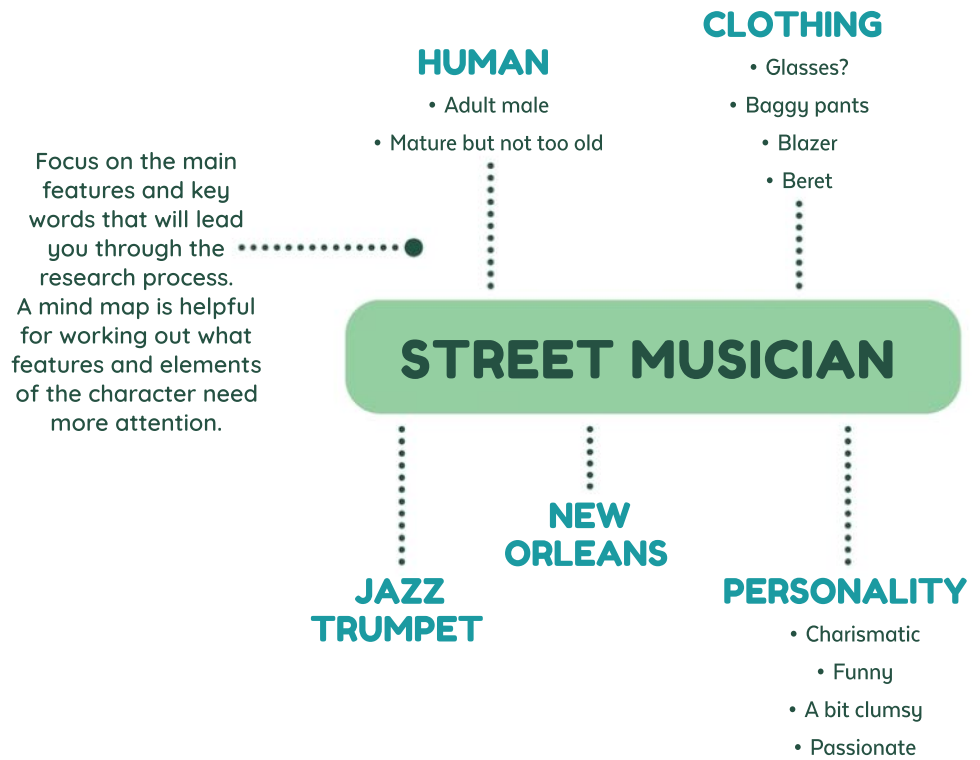 CLOTHING
• Glasses?
• Baggy pants
• Blazer
• Beret
HUMAN
• Adult male
• Mature but not too old
Focus on the main
features and key
words that will lead
you through the
research process.
A mind map is helpful
for working out what
features and elements
of the character need
more attention.
STREET MUSICIAN
JAZZ
TRUMPET
NEW
ORLEANS
PERSONALITY
• Charismatic
• Funny
• A bit clumsy
• Passionate